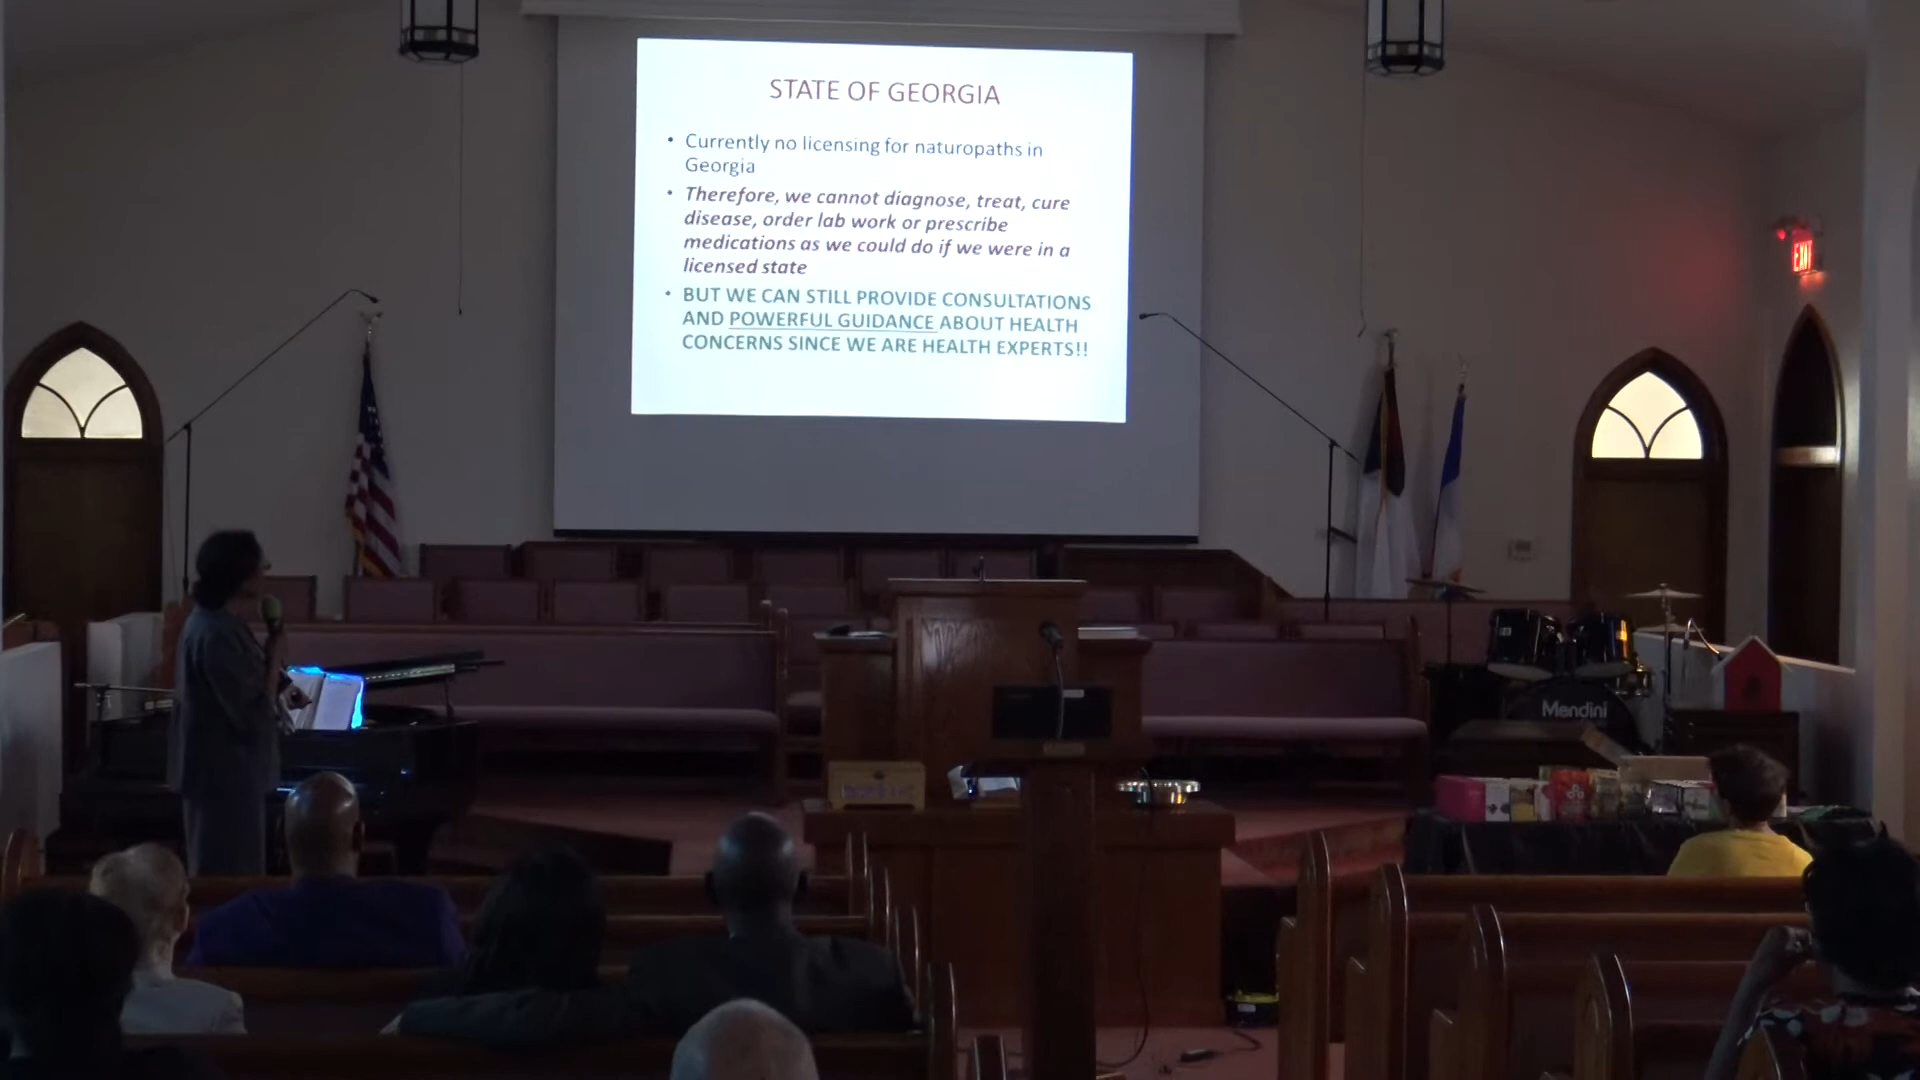 STATE OF GEORGIA
• Currently no licensing for naturopaths in
Georgia
• Therefore, we cannot diagnose, treat, cure
disease, order lab work or prescribe
medications as we could do if we were in a
licensed state
• BUT WE CAN STILL PROVIDE CONSULTATIONS
AND POWERFUL GUIDANCE ABOUT HEALTH
CONCERNS SINCE WE ARE HEALTH EXPERTS!!
EXIT
Mendini